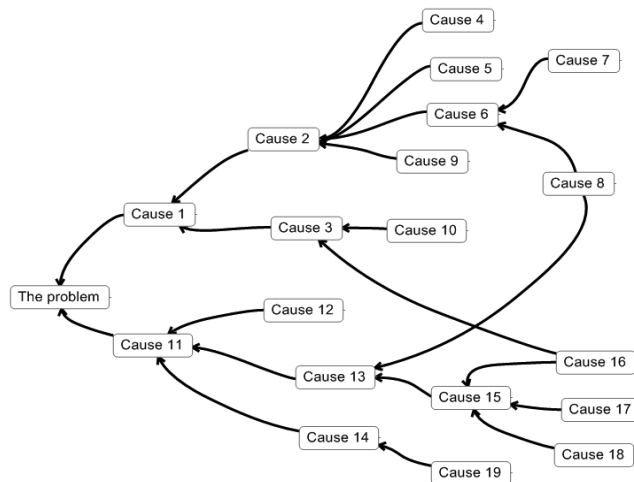 Cause 4
Cause 7
Cause 5
Cause 6
Cause 2
Cause 9
Cause 8
Cause 1
Cause 3
Cause 10
The problem
Cause 12
Cause 11
Cause 16
Cause 13
Cause 15
Cause 17
Cause 14
Cause 18
Cause 19